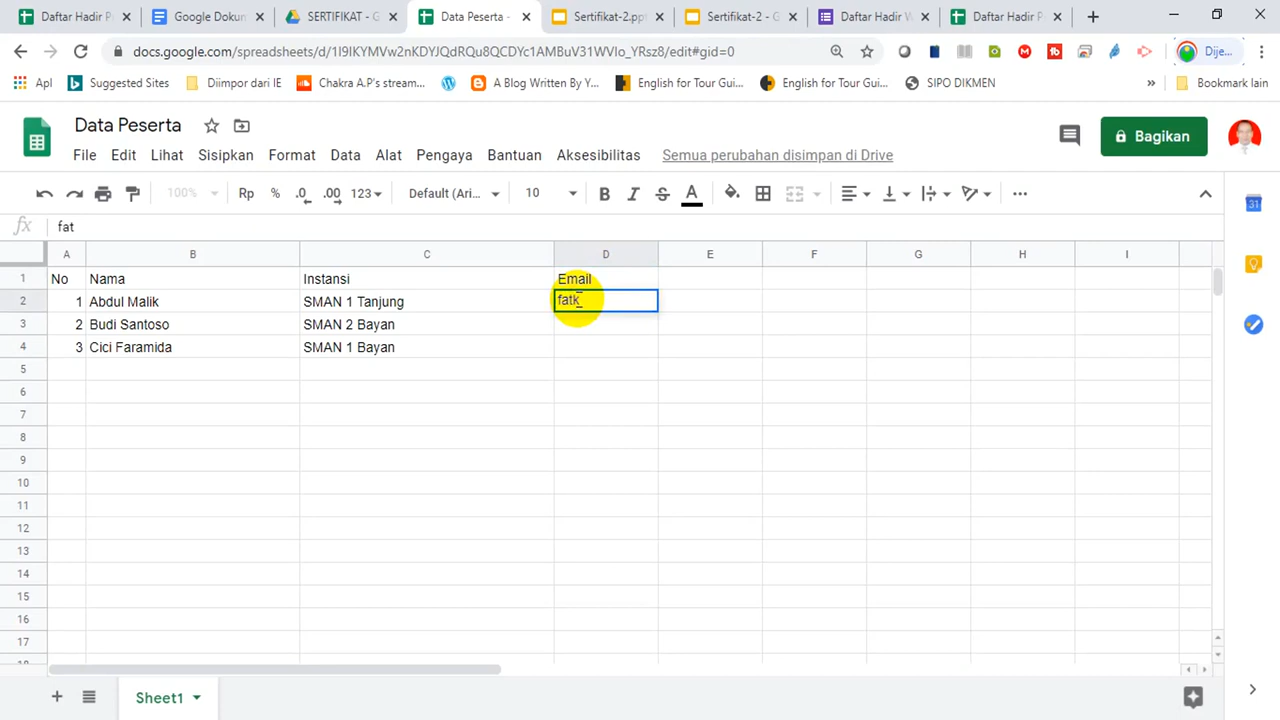 Daftar Hadir P
Google Dokun
SERTIFIKAT - G
Data Peserta -
Sertifikat-2.ppt
Sertifikat-2 - G
Daftar Hadir W
Daftar Hadir P
docs.google.com/spreadsheets/d/1I9IKYMVw2nKDYJQdRQu8QCDYc1AMBuV31WVIo_YRsz8/edit#gid=0
Dije...
Apl
Suggested Sites
Diimpor dari IE
Chakra A.P's stream...
A Blog Written By Y...
English for Tour Gui...
English for Tour Gui...
SIPO DIKMEN
»
Bookmark lain
Data Peserta
Bagikan
File Edit Lihat Sisipkan Format Data Alat Pengaya Bantuan Aksesibilitas Semua perubahan disimpan di Drive
100% Rp % .0 .00 123 Default (Ari... 10 B I S A
fx fat
A B C D E F G H I
1 No Nama Instansi Email
2 1 Abdul Malik SMAN 1 Tanjung fatk
3 2 Budi Santoso SMAN 2 Bayan
4 3 Cici Faramida SMAN 1 Bayan
5
6
7
8
9
10
11
12
13
14
15
16
17
Sheet1
31